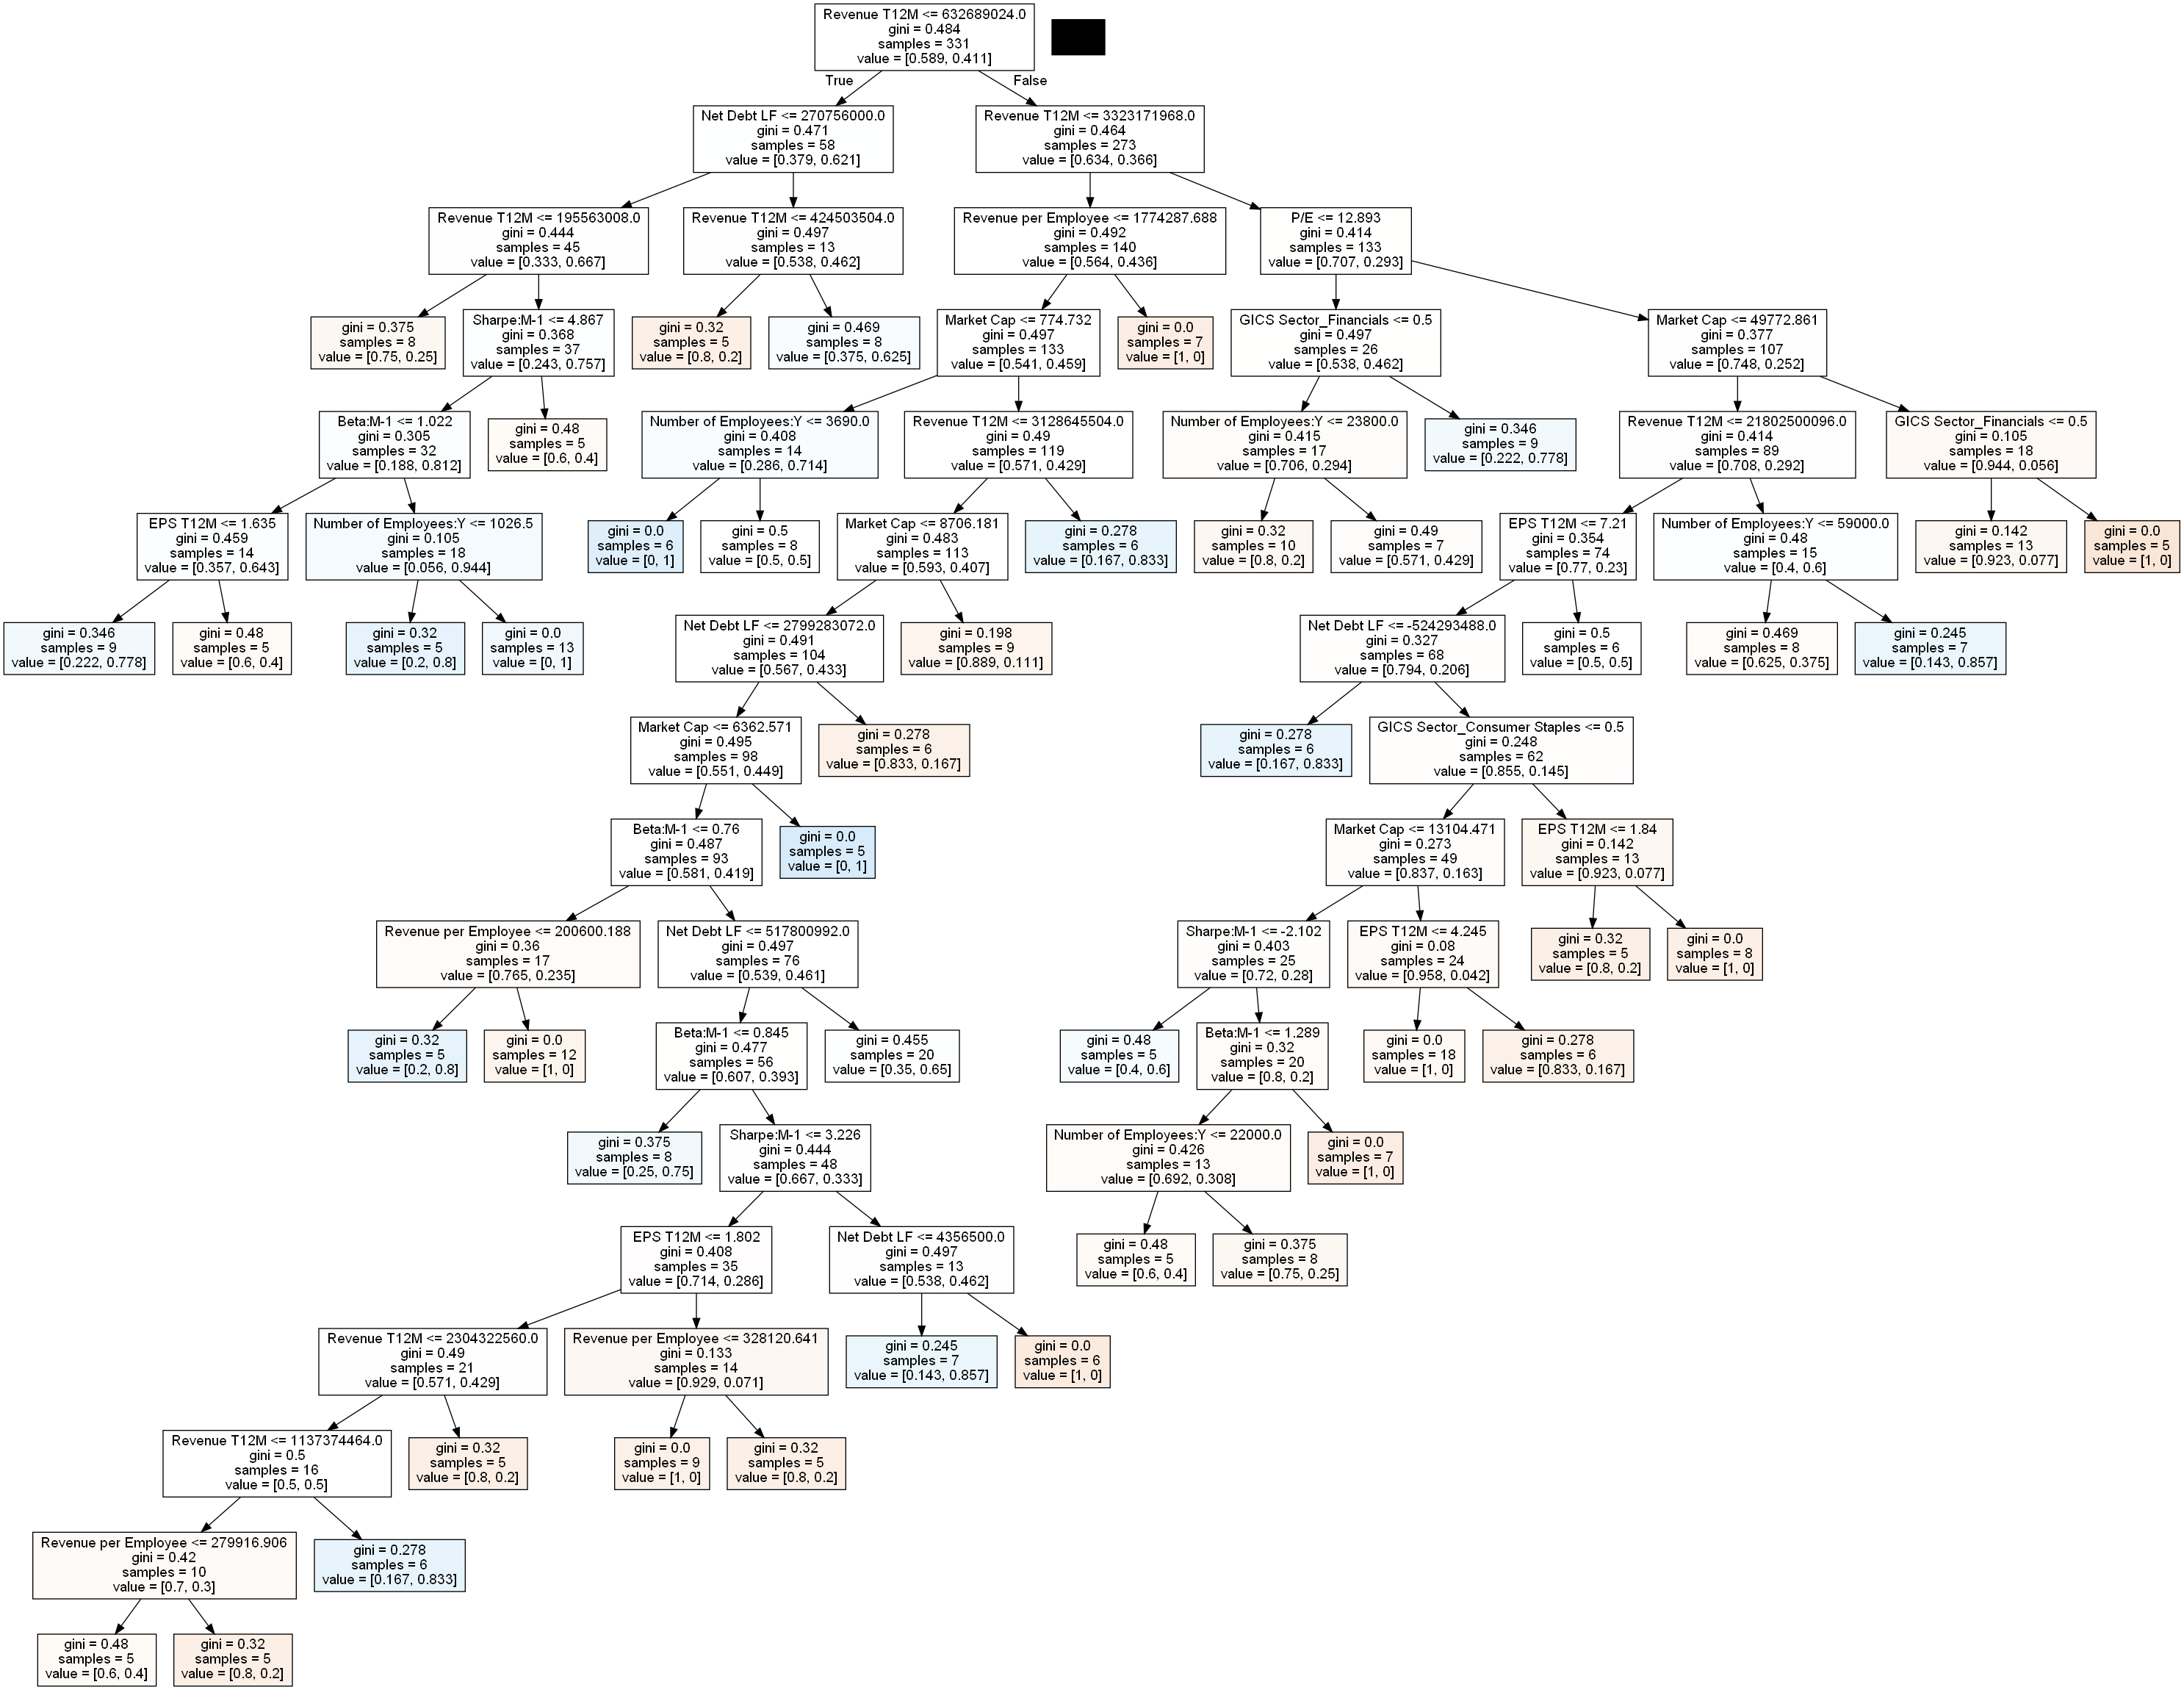 Revenue T12M <= 632689024.0
gini = 0.484
samples = 331
value = [0.589, 0.411]
True
False
Net Debt LF <= 270756000.0
gini = 0.471
samples = 58
value = [0.379, 0.621]
Revenue T12M <= 3323171968.0
gini = 0.464
samples = 273
value = [0.634, 0.366]
Revenue T12M <= 195563008.0
gini = 0.444
samples = 45
value = [0.333, 0.667]
Revenue T12M <= 424503504.0
gini = 0.497
samples = 13
value = [0.538, 0.462]
Revenue per Employee <= 1774287.688
gini = 0.492
samples = 140
value = [0.564, 0.436]
P/E <= 12.893
gini = 0.414
samples = 133
value = [0.707, 0.293]
gini = 0.375
samples = 8
value = [0.75, 0.25]
Sharpe:M-1 <= 4.867
gini = 0.368
samples = 37
value = [0.243, 0.757]
gini = 0.32
samples = 5
value = [0.8, 0.2]
gini = 0.469
samples = 8
value = [0.375, 0.625]
Market Cap <= 774.732
gini = 0.497
samples = 133
value = [0.541, 0.459]
gini = 0.0
samples = 7
value = [1, 0]
GICS Sector_Financials <= 0.5
gini = 0.497
samples = 26
value = [0.538, 0.462]
Market Cap <= 49772.861
gini = 0.377
samples = 107
value = [0.748, 0.252]
Beta:M-1 <= 1.022
gini = 0.305
samples = 32
value = [0.188, 0.812]
gini = 0.48
samples = 5
value = [0.6, 0.4]
Number of Employees:Y <= 3690.0
gini = 0.408
samples = 14
value = [0.286, 0.714]
Revenue T12M <= 3128645504.0
gini = 0.49
samples = 119
value = [0.571, 0.429]
Number of Employees:Y <= 23800.0
gini = 0.415
samples = 17
value = [0.706, 0.294]
gini = 0.346
samples = 9
value = [0.222, 0.778]
Revenue T12M <= 21802500096.0
gini = 0.414
samples = 89
value = [0.708, 0.292]
GICS Sector_Financials <= 0.5
gini = 0.105
samples = 18
value = [0.944, 0.056]
EPS T12M <= 1.635
gini = 0.459
samples = 14
value = [0.357, 0.643]
Number of Employees:Y <= 1026.5
gini = 0.105
samples = 18
value = [0.056, 0.944]
gini = 0.0
samples = 6
value = [0, 1]
gini = 0.5
samples = 8
value = [0.5, 0.5]
Market Cap <= 8706.181
gini = 0.483
samples = 113
value = [0.593, 0.407]
gini = 0.278
samples = 6
value = [0.167, 0.833]
gini = 0.32
samples = 10
value = [0.8, 0.2]
gini = 0.49
samples = 7
value = [0.571, 0.429]
EPS T12M <= 7.21
gini = 0.354
samples = 74
value = [0.77, 0.23]
Number of Employees:Y <= 59000.0
gini = 0.48
samples = 15
value = [0.4, 0.6]
gini = 0.142
samples = 13
value = [0.923, 0.077]
gini = 0.0
samples = 5
value = [1, 0]
gini = 0.346
samples = 9
value = [0.222, 0.778]
gini = 0.48
samples = 5
value = [0.6, 0.4]
gini = 0.32
samples = 5
value = [0.2, 0.8]
gini = 0.0
samples = 13
value = [0, 1]
Net Debt LF <= 2799283072.0
gini = 0.491
samples = 104
value = [0.567, 0.433]
gini = 0.198
samples = 9
value = [0.889, 0.111]
Net Debt LF <= -524293488.0
gini = 0.327
samples = 68
value = [0.794, 0.206]
gini = 0.5
samples = 6
value = [0.5, 0.5]
gini = 0.469
samples = 8
value = [0.625, 0.375]
gini = 0.245
samples = 7
value = [0.143, 0.857]
Market Cap <= 6362.571
gini = 0.495
samples = 98
value = [0.551, 0.449]
gini = 0.278
samples = 6
value = [0.833, 0.167]
gini = 0.278
samples = 6
value = [0.167, 0.833]
GICS Sector_Consumer Staples <= 0.5
gini = 0.248
samples = 62
value = [0.855, 0.145]
Beta:M-1 <= 0.76
gini = 0.487
samples = 93
value = [0.581, 0.419]
gini = 0.0
samples = 5
value = [0, 1]
Market Cap <= 13104.471
gini = 0.273
samples = 49
value = [0.837, 0.163]
EPS T12M <= 1.84
gini = 0.142
samples = 13
value = [0.923, 0.077]
Revenue per Employee <= 200600.188
gini = 0.36
samples = 17
value = [0.765, 0.235]
Net Debt LF <= 517800992.0
gini = 0.497
samples = 76
value = [0.539, 0.461]
Sharpe:M-1 <= -2.102
gini = 0.403
samples = 25
value = [0.72, 0.28]
EPS T12M <= 4.245
gini = 0.08
samples = 24
value = [0.958, 0.042]
gini = 0.32
samples = 5
value = [0.8, 0.2]
gini = 0.0
samples = 8
value = [1, 0]
gini = 0.32
samples = 5
value = [0.2, 0.8]
gini = 0.0
samples = 12
value = [1, 0]
Beta:M-1 <= 0.845
gini = 0.477
samples = 56
value = [0.607, 0.393]
gini = 0.455
samples = 20
value = [0.35, 0.65]
gini = 0.48
samples = 5
value = [0.4, 0.6]
Beta:M-1 <= 1.289
gini = 0.32
samples = 20
value = [0.8, 0.2]
gini = 0.0
samples = 18
value = [1, 0]
gini = 0.278
samples = 6
value = [0.833, 0.167]
gini = 0.375
samples = 8
value = [0.25, 0.75]
Sharpe:M-1 <= 3.226
gini = 0.444
samples = 48
value = [0.667, 0.333]
Number of Employees:Y <= 22000.0
gini = 0.426
samples = 13
value = [0.692, 0.308]
gini = 0.0
samples = 7
value = [1, 0]
EPS T12M <= 1.802
gini = 0.408
samples = 35
value = [0.714, 0.286]
Net Debt LF <= 4356500.0
gini = 0.497
samples = 13
value = [0.538, 0.462]
gini = 0.48
samples = 5
value = [0.6, 0.4]
gini = 0.375
samples = 8
value = [0.75, 0.25]
Revenue T12M <= 2304322560.0
gini = 0.49
samples = 21
value = [0.571, 0.429]
Revenue per Employee <= 328120.641
gini = 0.133
samples = 14
value = [0.929, 0.071]
gini = 0.245
samples = 7
value = [0.143, 0.857]
gini = 0.0
samples = 6
value = [1, 0]
Revenue T12M <= 1137374464.0
gini = 0.5
samples = 16
value = [0.5, 0.5]
gini = 0.32
samples = 5
value = [0.8, 0.2]
gini = 0.0
samples = 9
value = [1, 0]
gini = 0.32
samples = 5
value = [0.8, 0.2]
Revenue per Employee <= 279916.906
gini = 0.42
samples = 10
value = [0.7, 0.3]
gini = 0.278
samples = 6
value = [0.167, 0.833]
gini = 0.48
samples = 5
value = [0.6, 0.4]
gini = 0.32
samples = 5
value = [0.8, 0.2]